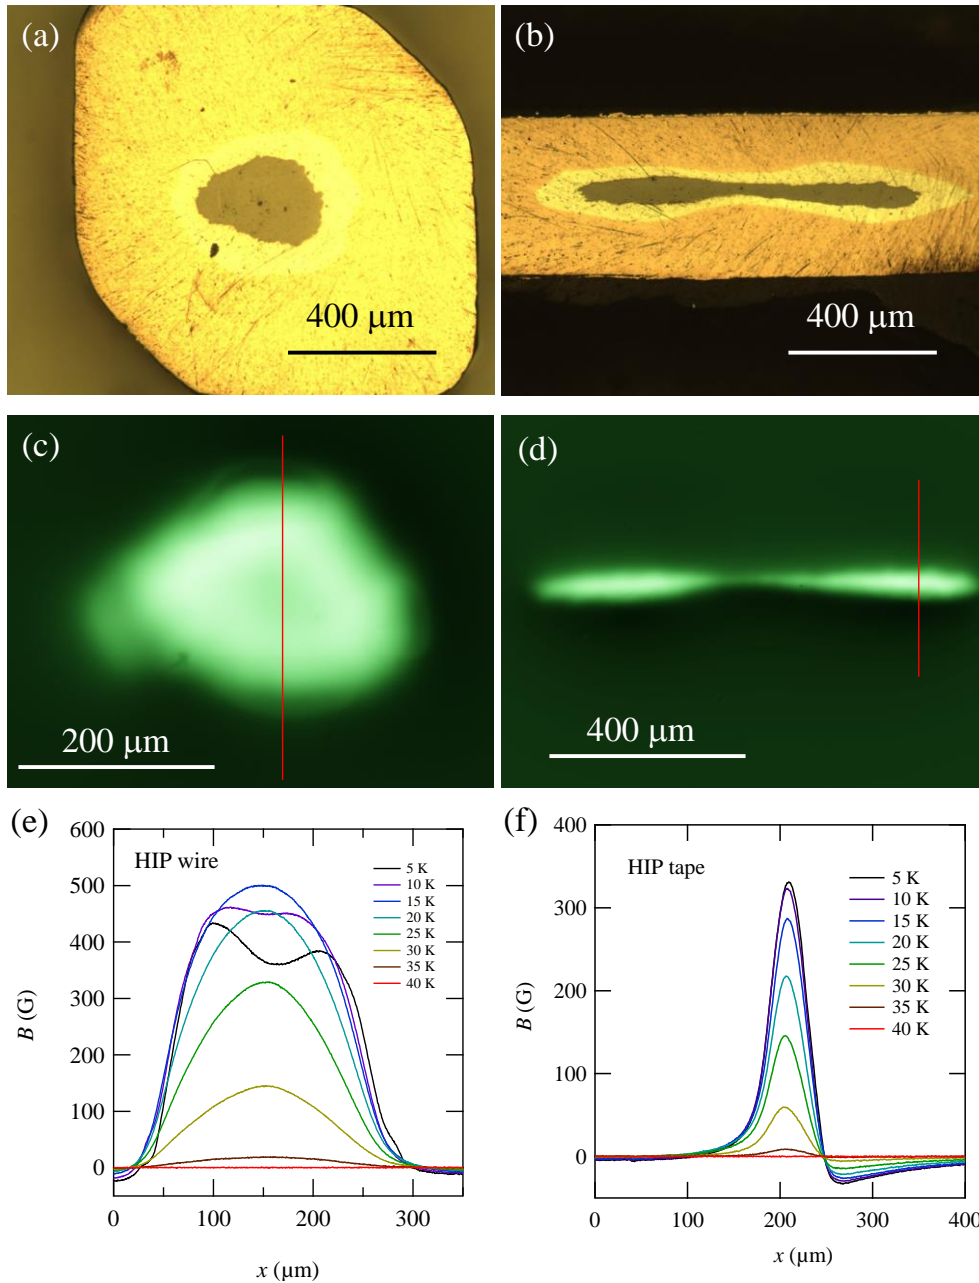 (a)
400 μm
(b)
400 μm
(c)
200 μm
(d)
400 μm
(e)
600
500
400
300
200
100
0
B (G)
HIP wire
5 K
10 K
15 K
20 K
25 K
30 K
35 K
40 K
0
100
200
300
x (μm)
(f)
400
300
200
100
0
B (G)
HIP tape
5 K
10 K
15 K
20 K
25 K
30 K
35 K
40 K
0
100
200
300
400
x (μm)